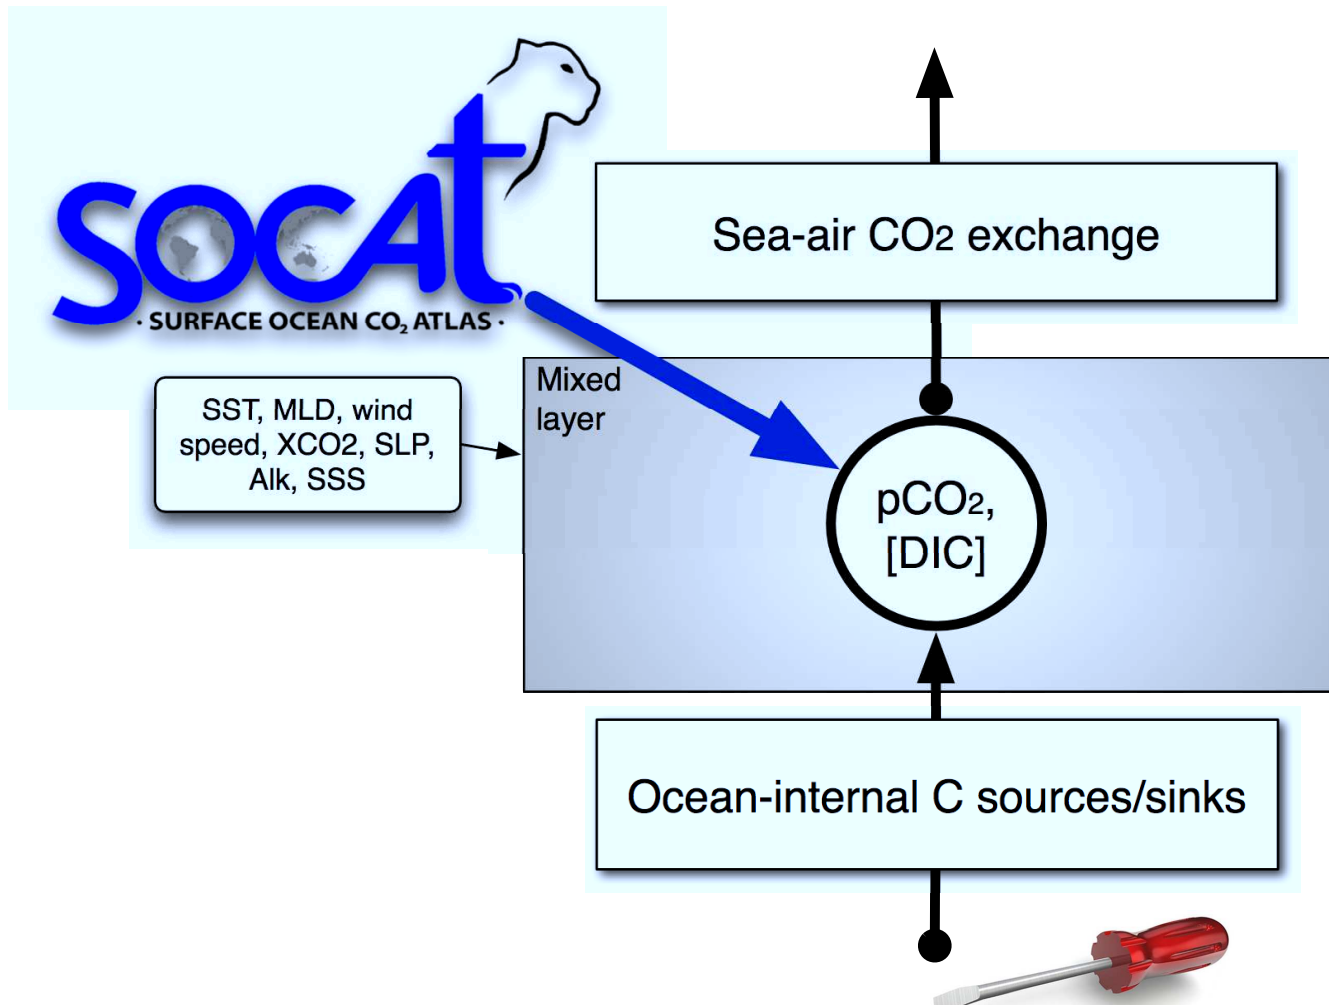 SOCAt
· SURFACE OCEAN CO₂ ATLAS ·
Sea-air CO₂ exchange
Mixed
layer
SST, MLD, wind
speed, XCO2, SLP,
Alk, SSS
pCO₂,
[DIC]
Ocean-internal C sources/sinks